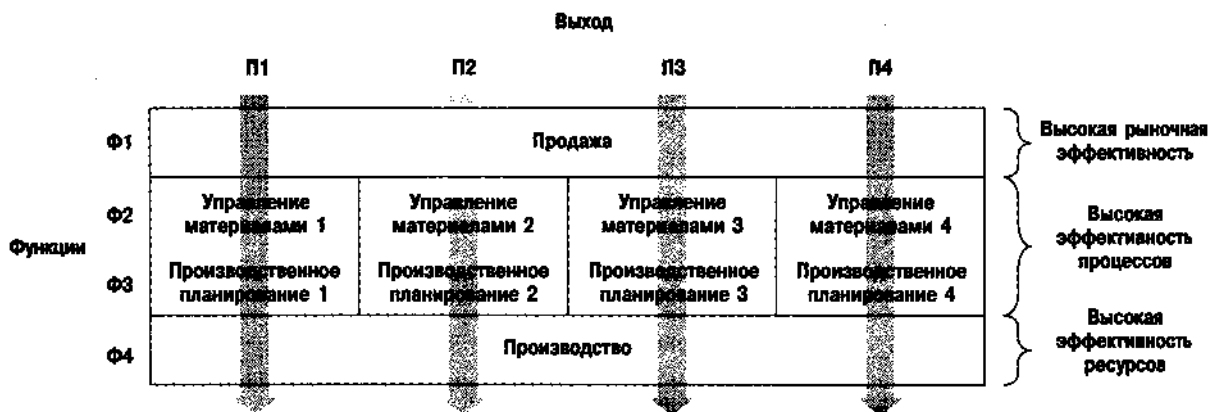 Выход
П1 П2 П3 П4
Ф1
Продажа
Высокая рыночная
эффективность
Функции
Ф2
Управление
материалами 1
Управление
материалами 2
Управление
материалами 3
Управление
материалами 4
Ф3
Производственное
планирование 1
Производственное
планирование 2
Производственное
планирование 3
Производственное
планирование 4
Высокая
эффективность
процессов
Ф4
Производство
Высокая
эффективность
ресурсов